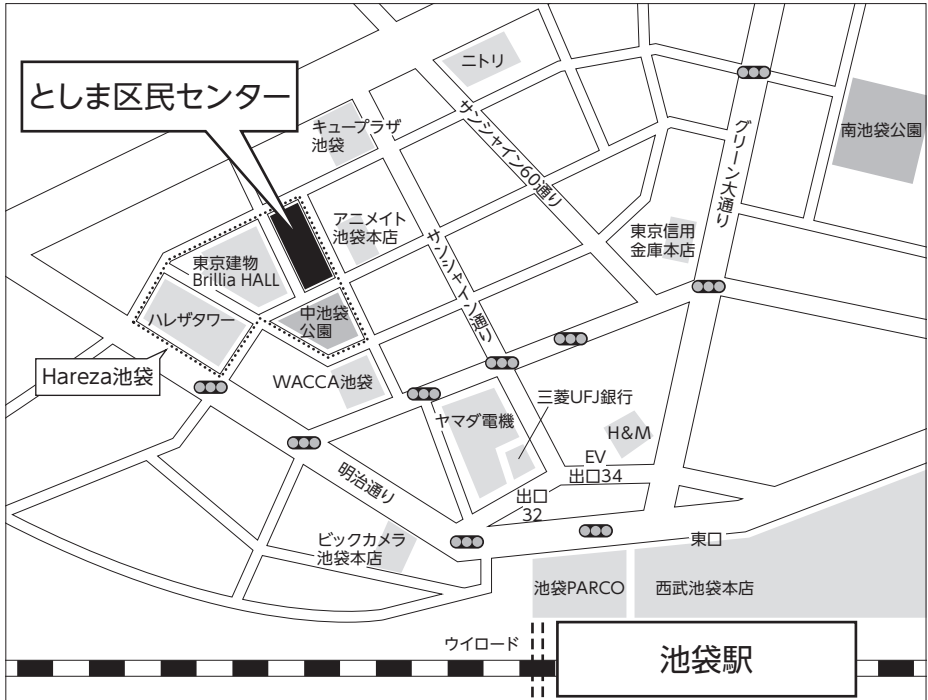 ニトリ
としま区民センター
キュープラザ
池袋
サンシャイン60通り
グリーン大通り
南池袋公園
アニメイト
池袋本店
東京信用
金庫本店
サンシャイン通り
東京建物
Brillia HALL
ハレザタワー
中池袋
公園
Hareza池袋
WACCA池袋
三菱UFJ銀行
ヤマダ電機
H&M
EV
出口34
出口
32
明治通り
ビックカメラ
池袋本店
東口
池袋PARCO
西武池袋本店
ウイロード
池袋駅